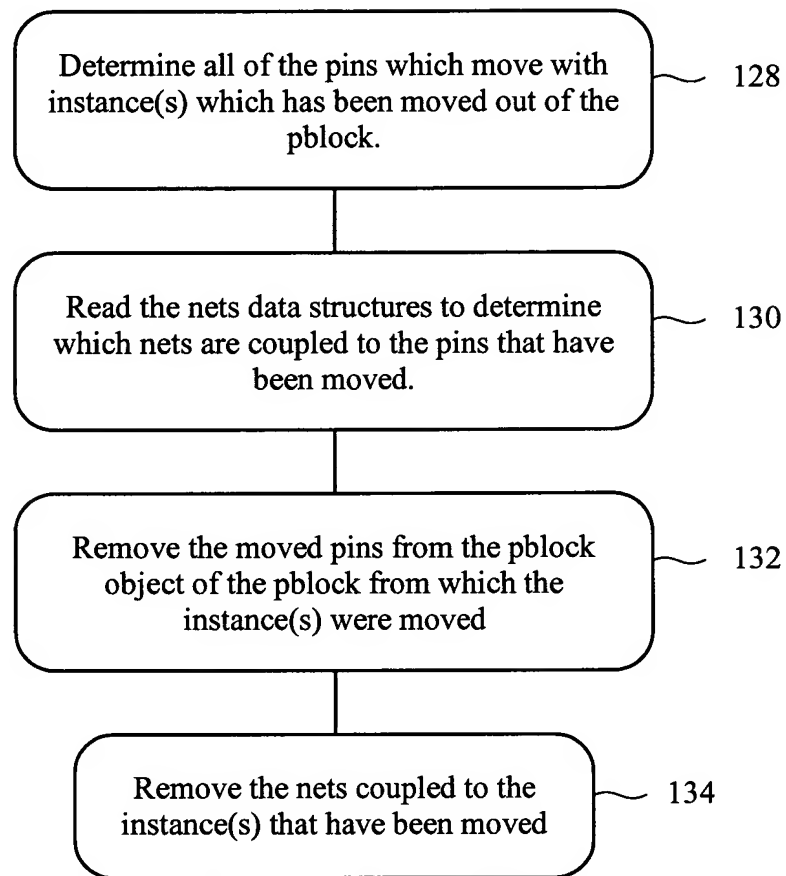 Determine all of the pins which move with
instance(s) which has been moved out of the
pblock.
128
Read the nets data structures to determine
which nets are coupled to the pins that have
been moved.
130
Remove the moved pins from the pblock
object of the pblock from which the
instance(s) were moved
132
Remove the nets coupled to the
instance(s) that have been moved
134